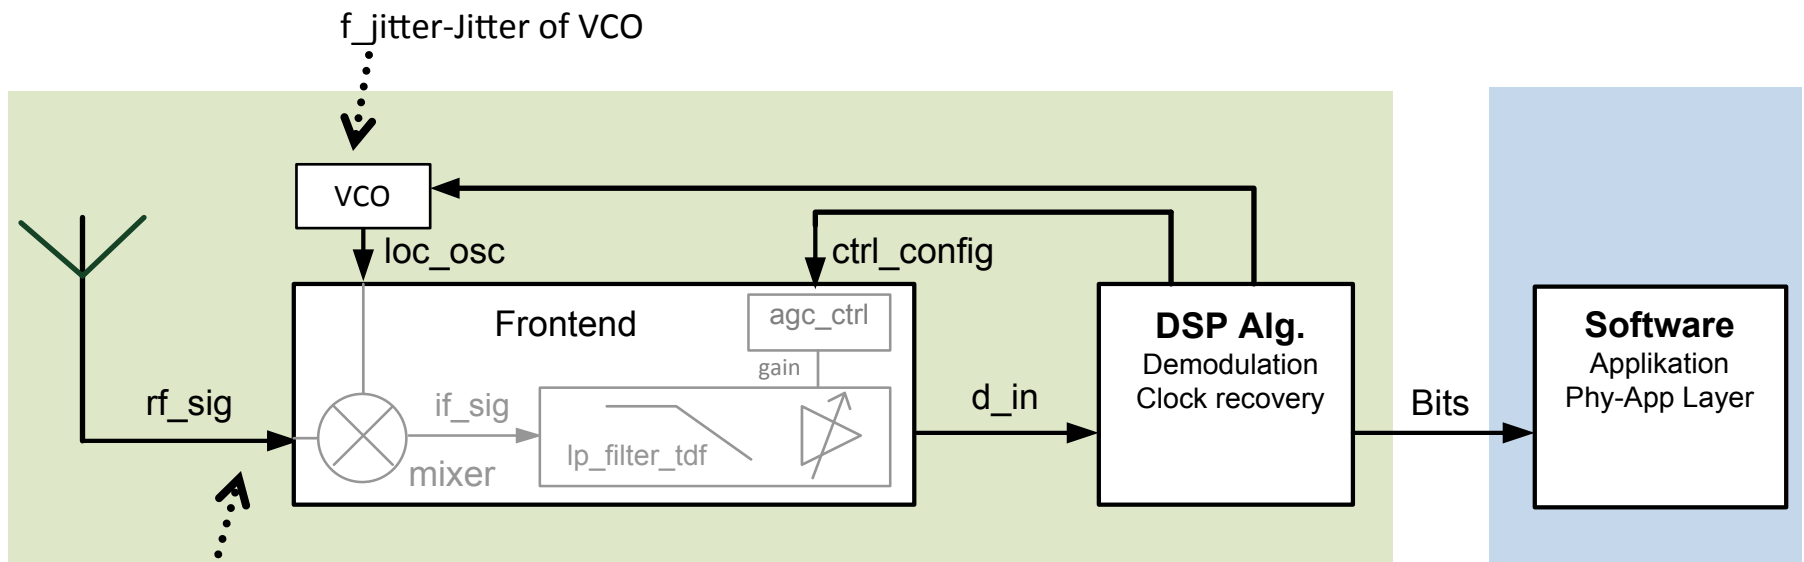 f_jitter-Jitter of VCO
VCO
loc_osc
ctrl_config
Frontend
agc_ctrl
gain
rf_sig
if_sig
mixer
lp_filter_tdf
d_in
DSP Alg.
Demodulation
Clock recovery
Bits
Software
Applikation
Phy-App Layer